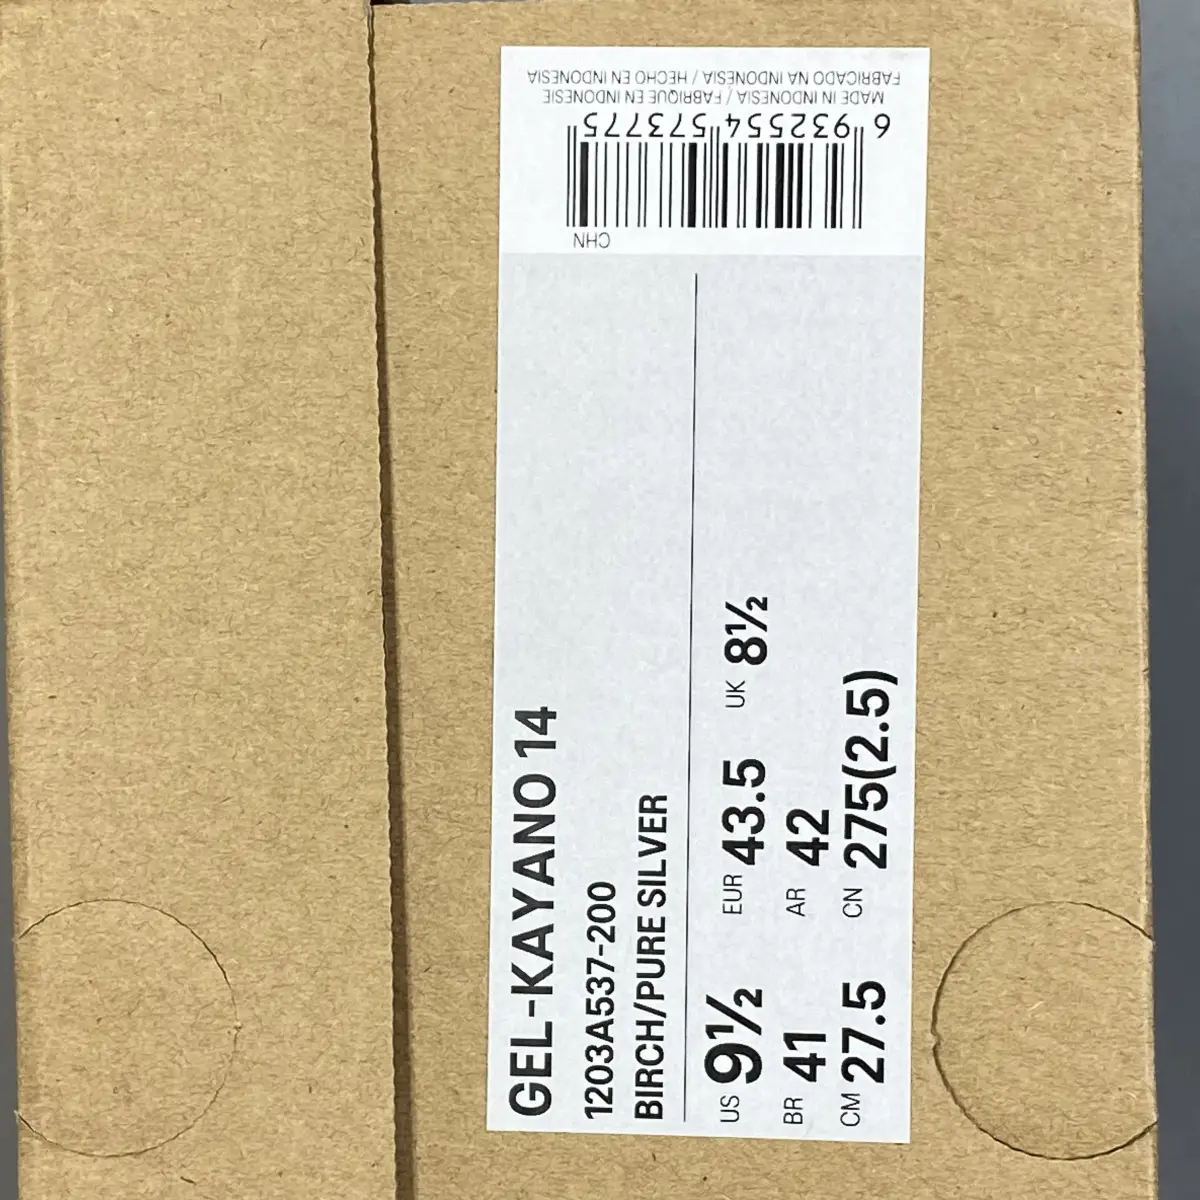 GEL-KAYANO 14
1203A537-200
BIRCH/PURE SILVER
US 9½ EUR 43.5 UK 8½
BR 41 AR 42
CM 27.5 CN 275(2.5)
CHN
6 932554 573775
MADE IN INDONESIA / FABRIQUÉ EN INDONESIE
FABRICADO NA INDONÉSIA / HECHO EN INDONESIA